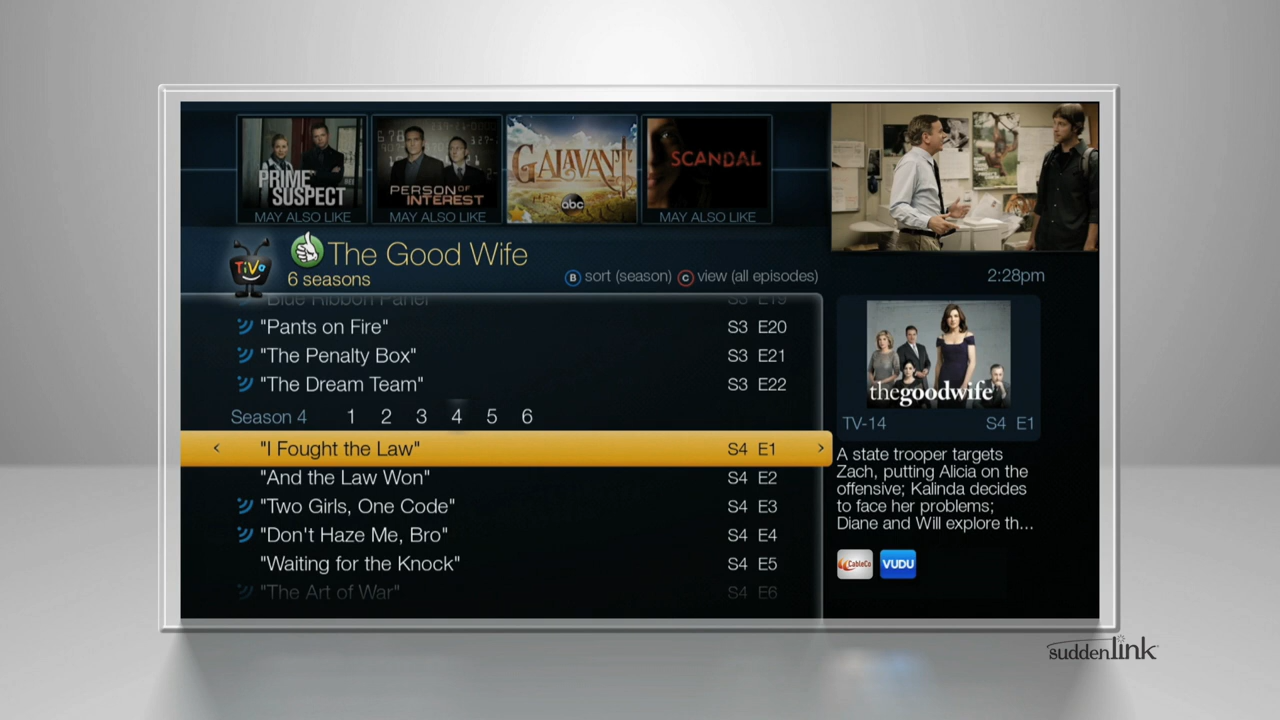 PRIME SUSPECT
MAY ALSO LIKE
PERSON OF INTEREST
MAY ALSO LIKE
GALAVANT
abc
SCANDAL
MAY ALSO LIKE
TiVo
The Good Wife
6 seasons
B sort (season) C view (all episodes)
2:28pm
"Blue Ribbon Panel" S3 E19
"Pants on Fire" S3 E20
"The Penalty Box" S3 E21
"The Dream Team" S3 E22
Season 4 1 2 3 4 5 6
"I Fought the Law" S4 E1
"And the Law Won" S4 E2
"Two Girls, One Code" S4 E3
"Don't Haze Me, Bro" S4 E4
"Waiting for the Knock" S4 E5
"The Art of War" S4 E6
thegoodwife
TV-14 S4 E1
A state trooper targets
Zach, putting Alicia on the
offensive; Kalinda decides
to face her problems;
Diane and Will explore th...
CableCo
VUDU
suddenlink